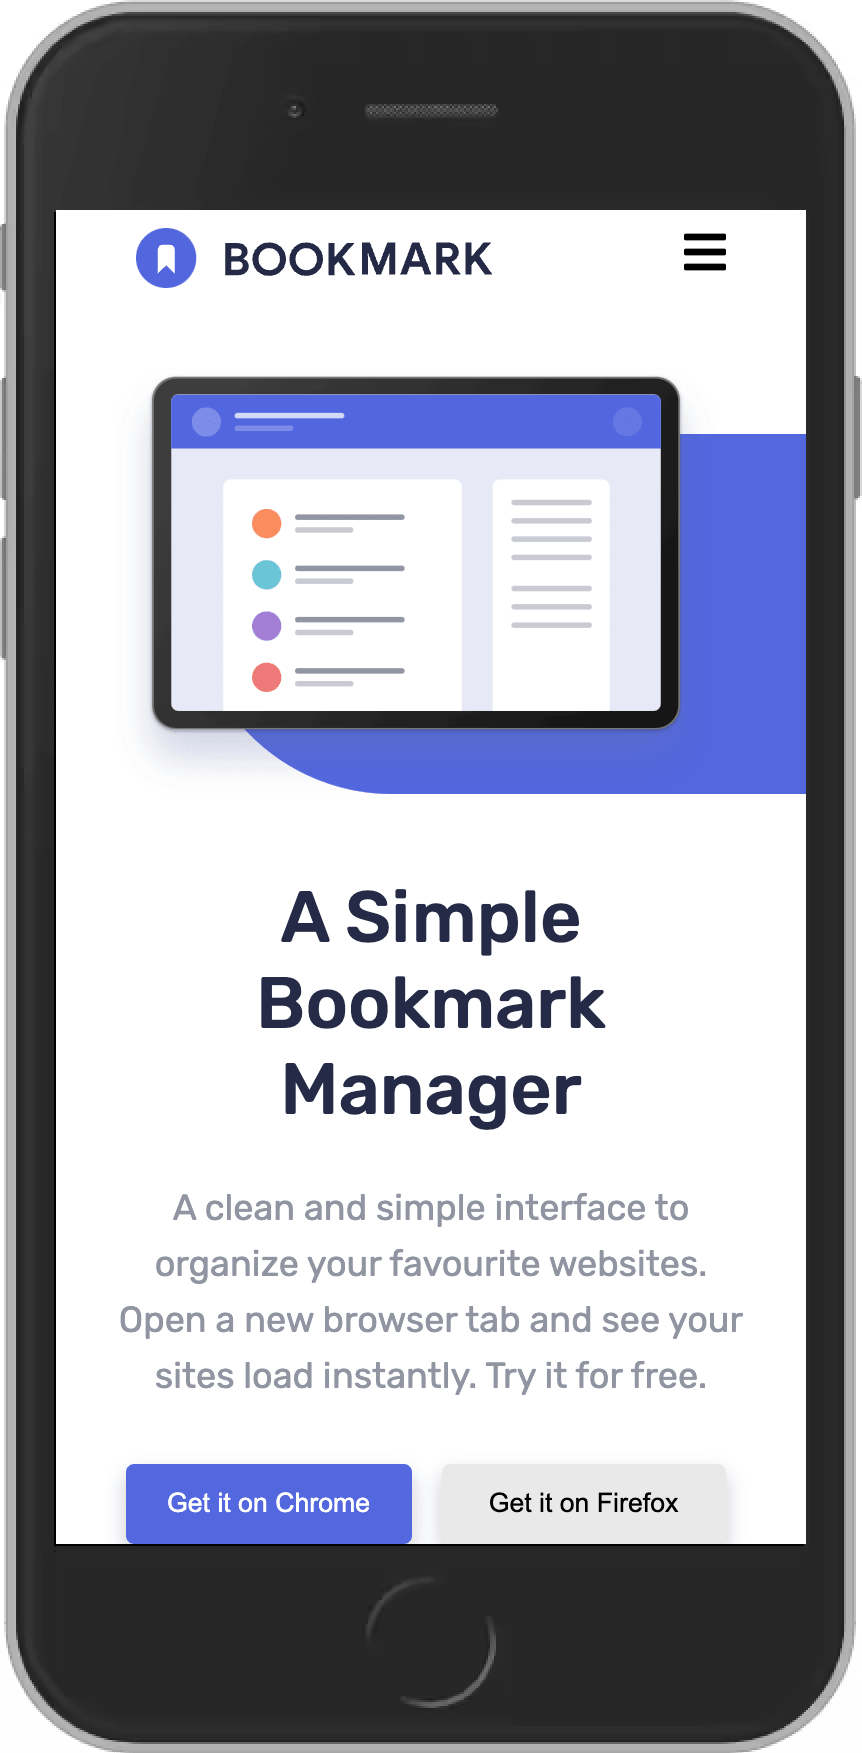 BOOKMARK
A Simple
Bookmark
Manager
A clean and simple interface to
organize your favourite websites.
Open a new browser tab and see your
sites load instantly. Try it for free.
Get it on Chrome
Get it on Firefox